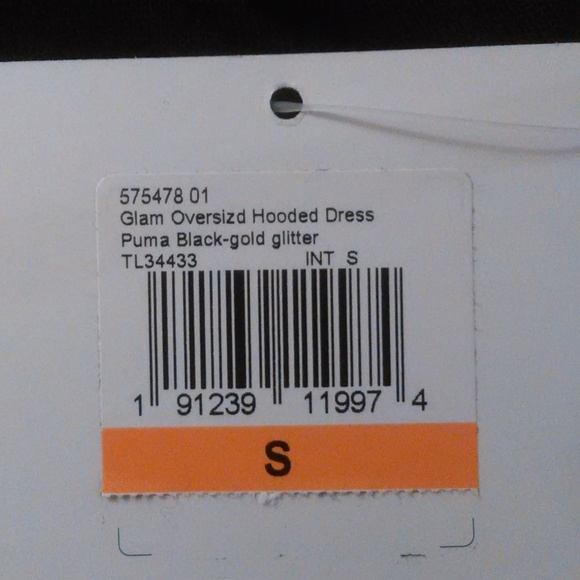 575478 01
Glam Oversizd Hooded Dress
Puma Black-gold glitter
TL34433 INT S
1 91239 11997 4
S